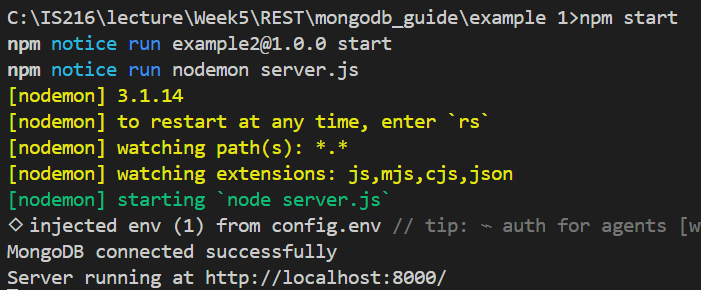 C:\IS216\lecture\Week5\REST\mongodb_guide\example 1>npm start
npm notice run example2@1.0.0 start
npm notice run nodemon server.js
[nodemon] 3.1.14
[nodemon] to restart at any time, enter `rs`
[nodemon] watching path(s): *.*
[nodemon] watching extensions: js,mjs,cjs,json
[nodemon] starting `node server.js`
◇ injected env (1) from config.env // tip: ⌁ auth for agents [w
MongoDB connected successfully
Server running at http://localhost:8000/